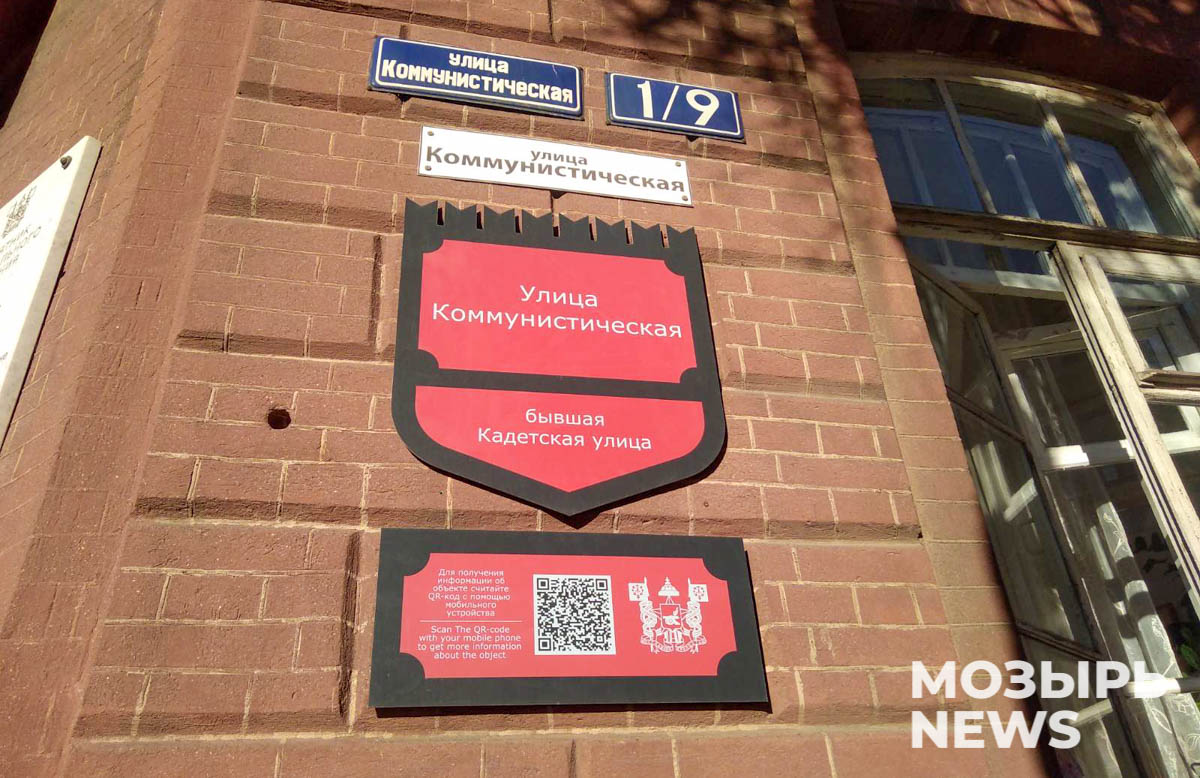 улица
Коммунистическая
1/9
улица
Коммунистическая
Улица
Коммунистическая
бывшая
Кадетская улица
Для получения
информации об
объекте считайте
QR-код с помощью
мобильного
устройства
Scan The QR-code
with your mobile phone
to get more information
about the object
МОЗЫРЬ
NEWS